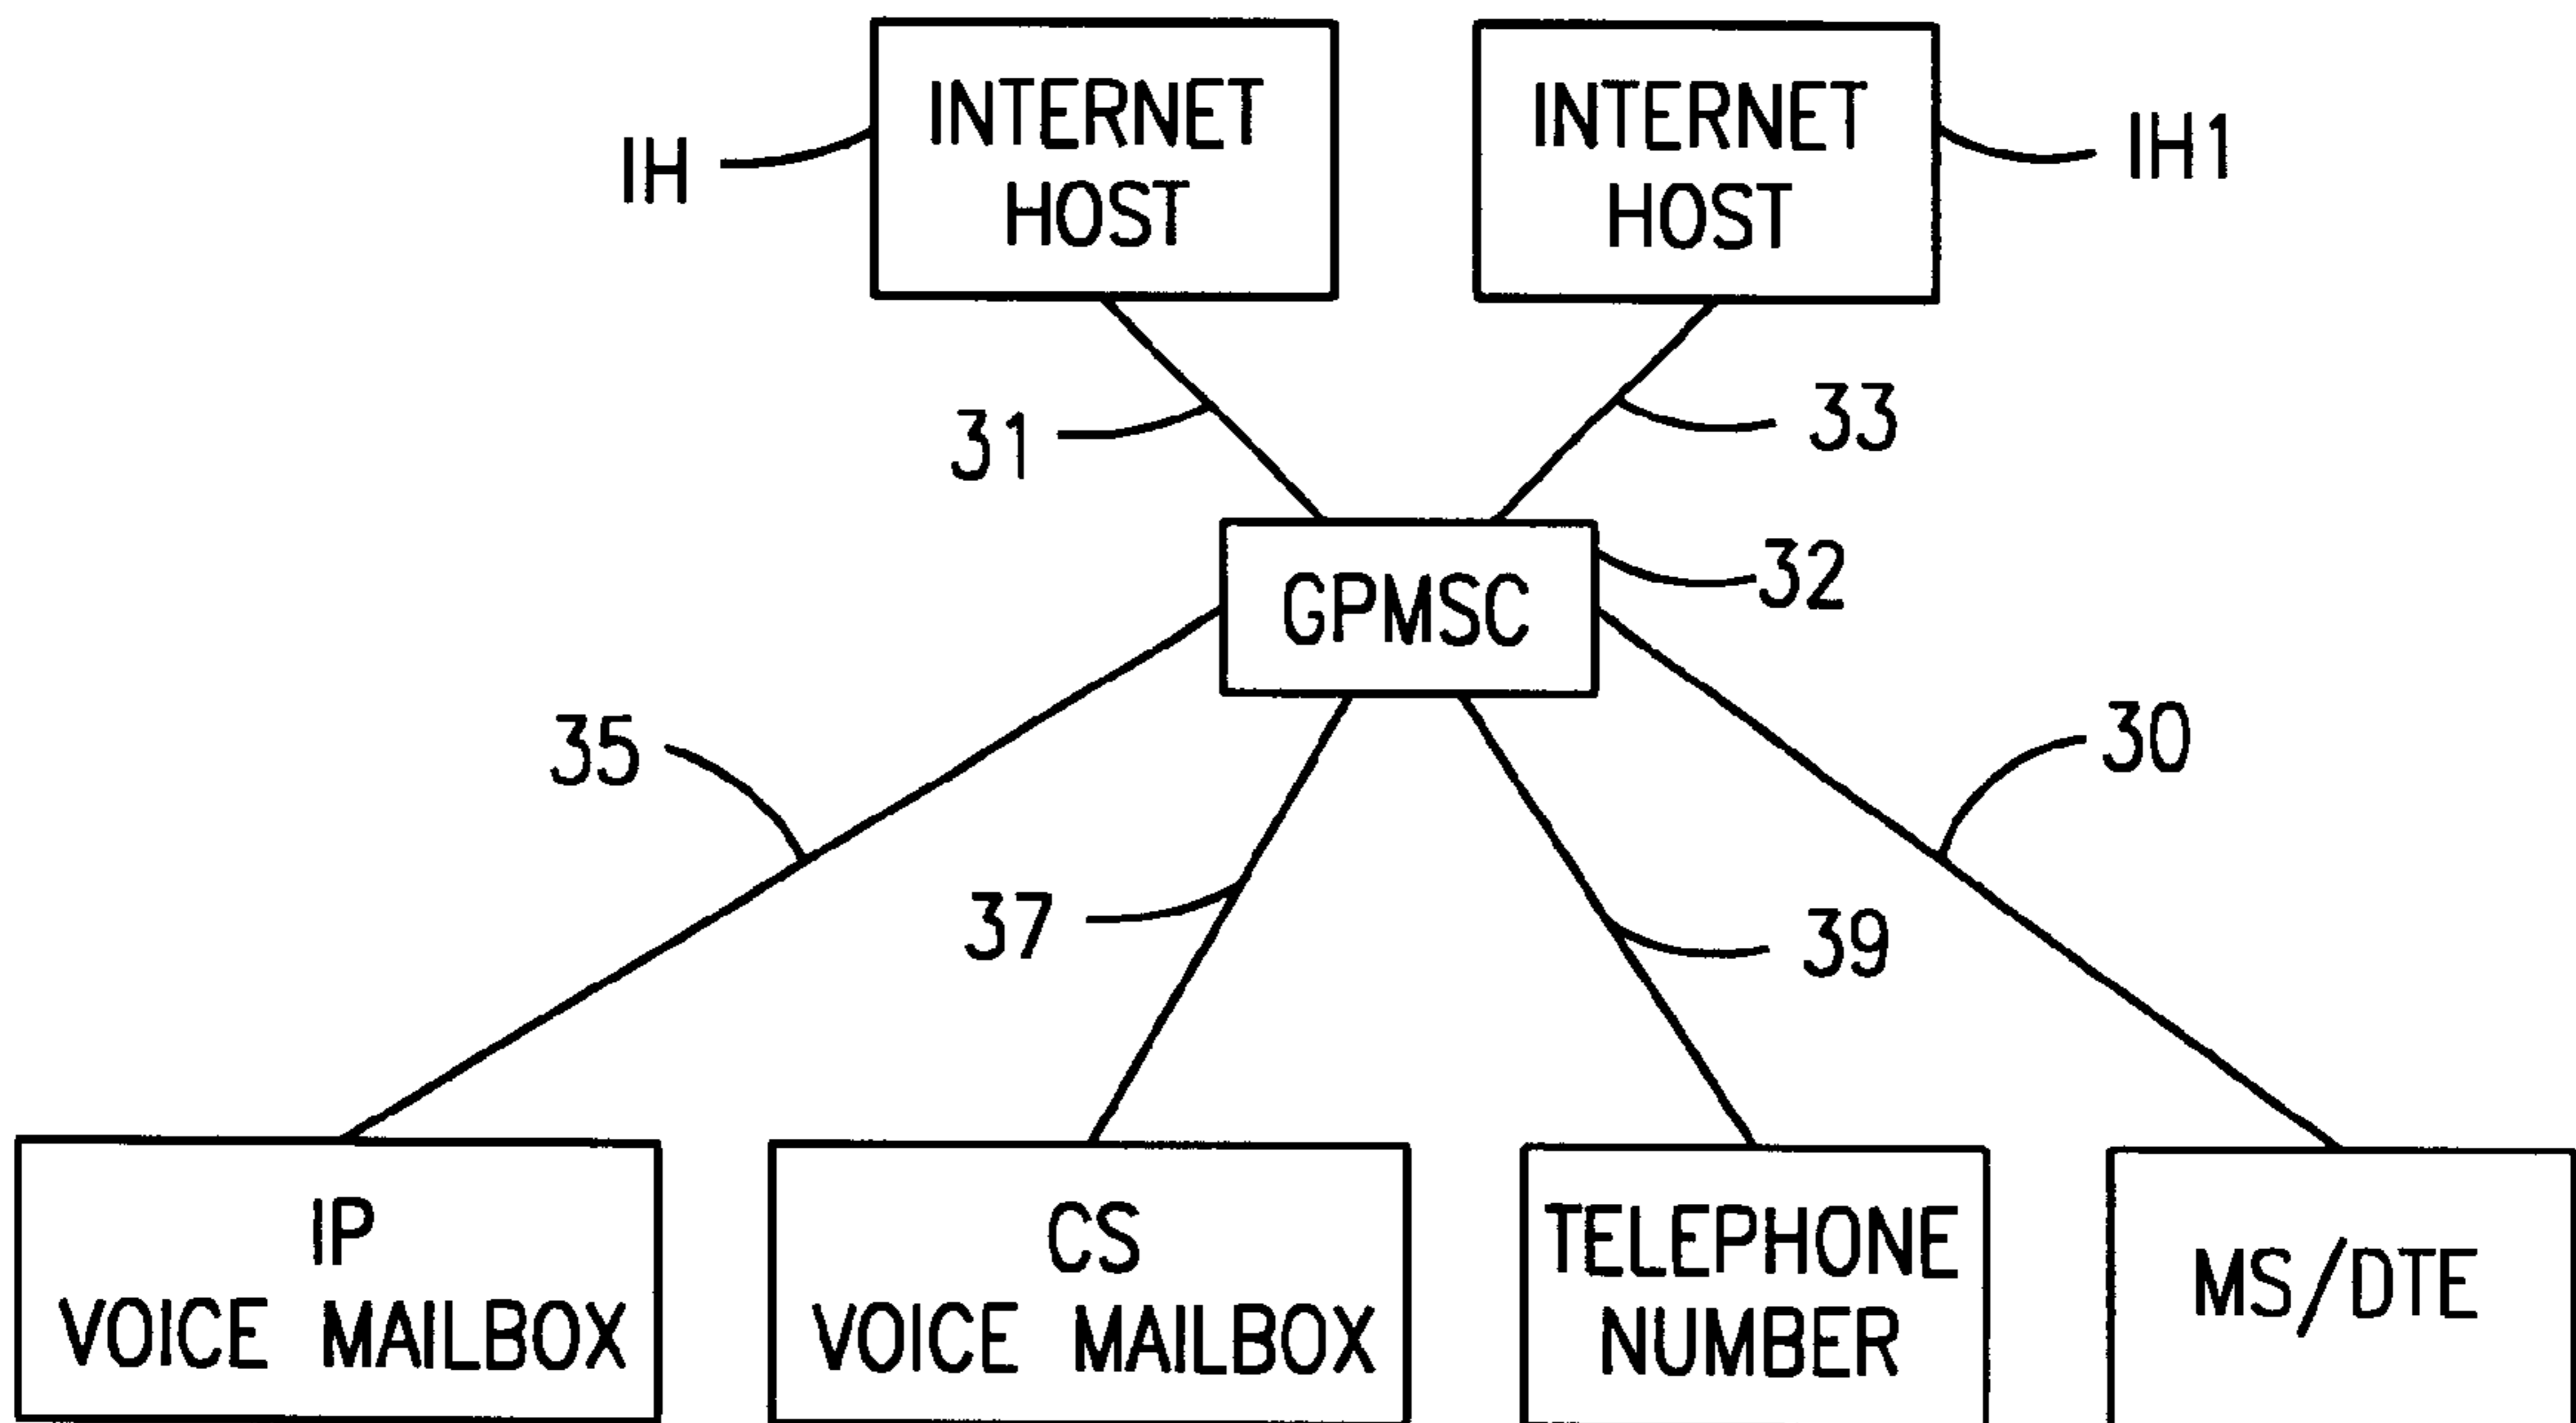 INTERNET
HOST
INTERNET
HOST
IH
IH1
31
33
GPMSC
32
35
30
37
39
IP
VOICE MAILBOX
CS
VOICE MAILBOX
TELEPHONE
NUMBER
MS/DTE